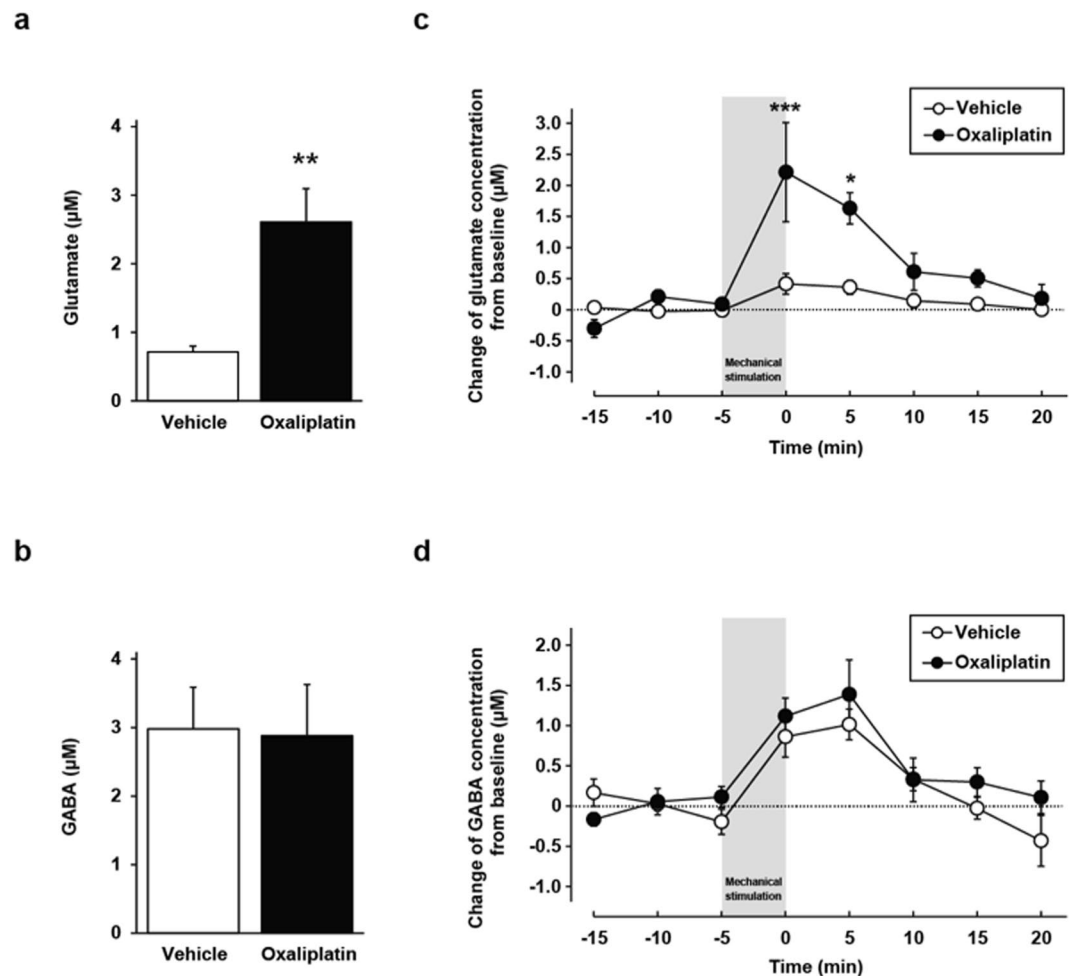 a
4
3
2
1
0
Glutamate (µM)
**
Vehicle
Oxaliplatin
c
Change of glutamate concentration
from baseline (µM)
3.0
2.5
2.0
1.5
1.0
0.5
0
-0.5
-1.0
***
*
Mechanical
stimulation
Vehicle
Oxaliplatin
-15
-10
-5
0
5
10
15
20
Time (min)
b
4
3
2
1
0
GABA (µM)
Vehicle
Oxaliplatin
d
Change of GABA concentration
from baseline (µM)
2.0
1.5
1.0
0.5
0
-0.5
-1.0
Mechanical
stimulation
Vehicle
Oxaliplatin
-15
-10
-5
0
5
10
15
20
Time (min)